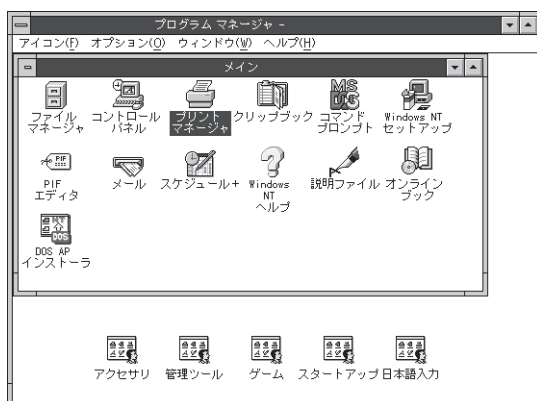 プログラム マネージャ -
アイコン(F) オプション(O) ウィンドウ(W) ヘルプ(H)
メイン
ファイル
マネージャ
コントロール
パネル
プリント
マネージャ
クリップブック
MS
DOS
コマンド
プロンプト
Windows NT
セットアップ
PIF
PIF
エディタ
メール
スケジュール+
Windows
NT
ヘルプ
説明ファイル
オンライン
ブック
DOS
DOS AP
インストーラ
アクセサリ
管理ツール
ゲーム
スタートアップ
日本語入力